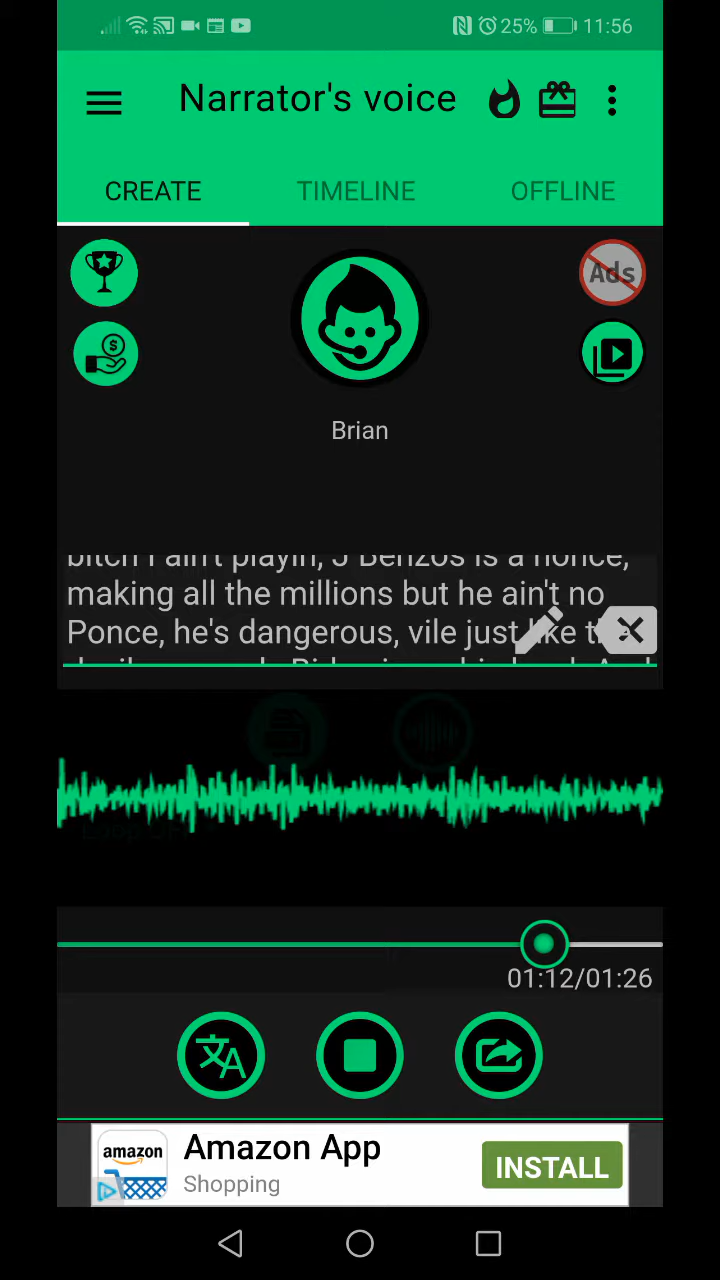 25% 11:56
Narrator's voice
CREATE TIMELINE OFFLINE
Ads
Brian
bitch I ain't playin, J Benzos is a nonce,
making all the millions but he ain't no
Ponce, he's dangerous, vile just like
01:12/01:26
amazon
Amazon App
Shopping
INSTALL